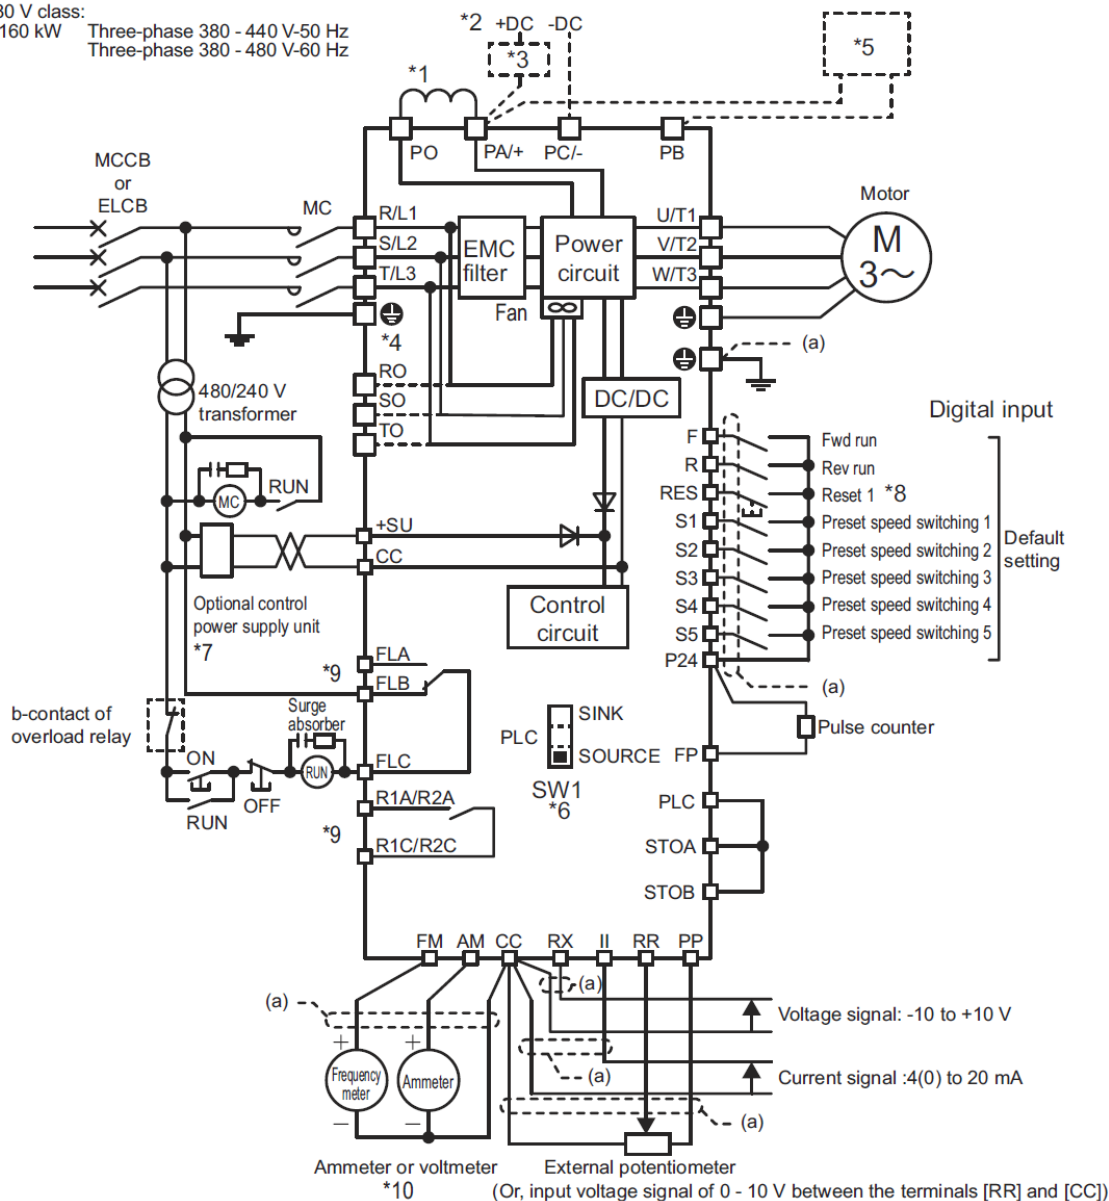 30 V class:
160 kW Three-phase 380 - 440 V-50 Hz
Three-phase 380 - 480 V-60 Hz
*2 +DC -DC
*3
*5
*1
PO PA/+ PC/- PB
MCCB
or
ELCB
MC
R/L1
S/L2
T/L3
EMC
filter
Power
circuit
Fan
U/T1
V/T2
W/T3
Motor
M
3～
*4
(a)
RO
SO
TO
480/240 V
transformer
DC/DC
MC
RUN
+SU
CC
Optional control
power supply unit
*7
Control
circuit
Digital input
F Fwd run
R Rev run
RES Reset 1 *8
S1 Preset speed switching 1
S2 Preset speed switching 2
S3 Preset speed switching 3
S4 Preset speed switching 4
S5 Preset speed switching 5
P24
Default
setting
(a)
*9
FLA
FLB
FLC
b-contact of
overload relay
Surge
absorber
ON
OFF
RUN
RUN
*9
R1A/R2A
R1C/R2C
PLC
SINK
SOURCE
SW1
*6
FP
Pulse counter
PLC
STOA
STOB
FM AM CC RX II RR PP
(a)
(a)
Voltage signal: -10 to +10 V
+
+
Frequency
meter
Ammeter
−
−
(a)
Current signal :4(0) to 20 mA
(a)
Ammeter or voltmeter
*10
External potentiometer
(Or, input voltage signal of 0 - 10 V between the terminals [RR] and [CC])